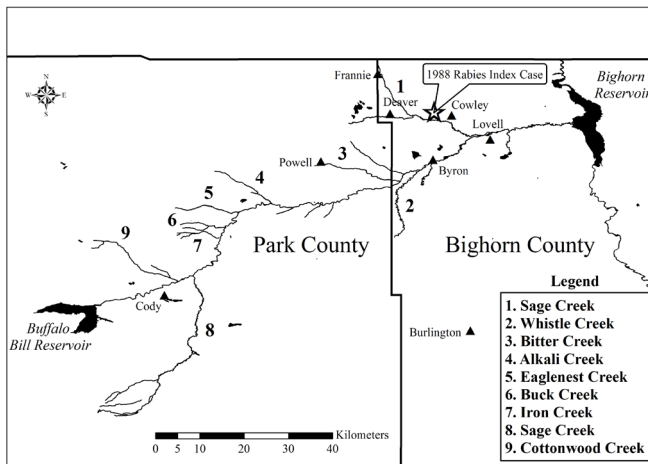 N
W E
S
Frannie
1
1988 Rabies Index Case
Deaver
Cowley
Bighorn
Reservoir
Lovell
Powell
3
Byron
4
5
2
6
7
9
Park County
Bighorn County
Cody
Buffalo
Bill Reservoir
8
Burlington
Legend
1. Sage Creek
2. Whistle Creek
3. Bitter Creek
4. Alkali Creek
5. Eaglenest Creek
6. Buck Creek
7. Iron Creek
8. Sage Creek
9. Cottonwood Creek
Kilometers
0 5 10 20 30 40